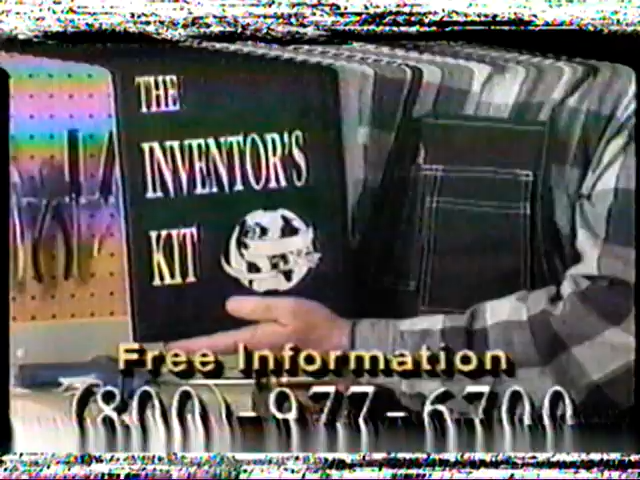 THE
INVENTOR'S
KIT
Free Information
(800)-977-6700